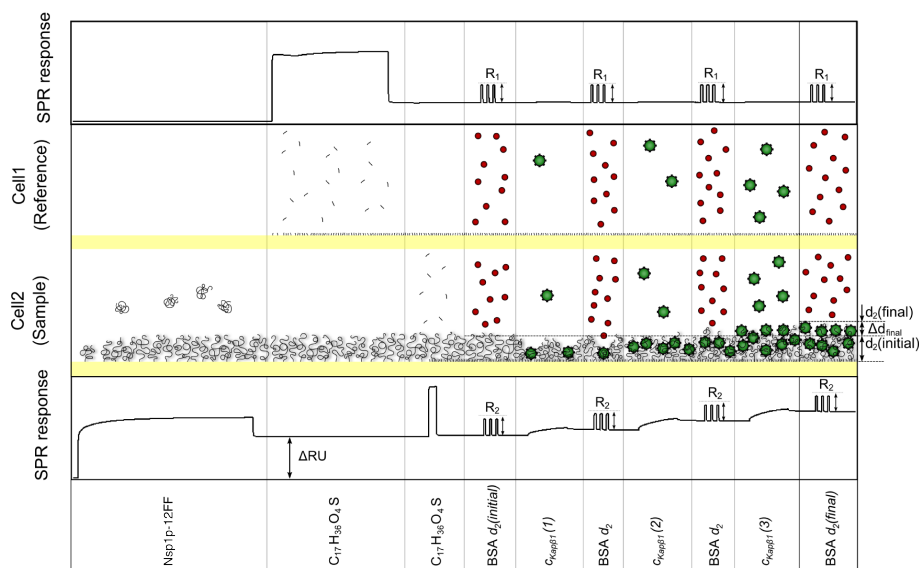 SPR response
R1
R1
R1
R1
Cell1
(Reference)
Cell2
(Sample)
d2(final)
Δdfinal
d2(initial)
SPR response
ΔRU
R2
R2
R2
R2
Nsp1p-12FF
C17H36O4S
C17H36O4S
BSA d2(initial)
cKapβ1(1)
BSA d2
cKapβ1(2)
BSA d2
cKapβ1(3)
BSA d2(final)